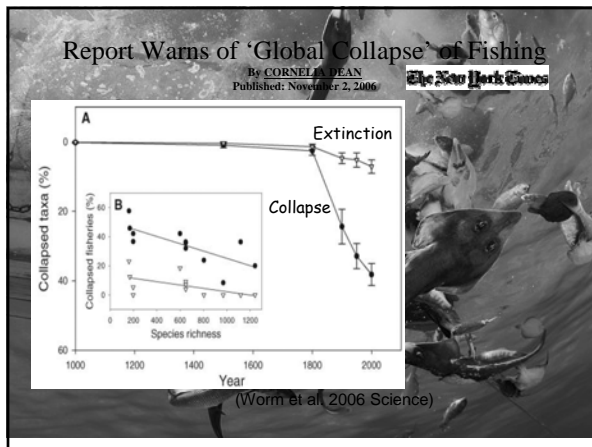 Report Warns of ‘Global Collapse’ of Fishing
By CORNELIA DEAN
Published: November 2, 2006
The New York Times
A
Extinction
Collapse
Collapsed taxa (%)
0
20
40
60
B
Collapsed fisheries (%)
60
40
20
0
0 200 400 600 800 1000 1200
Species richness
1000 1200 1400 1600 1800 2000
Year
(Worm et al. 2006 Science)